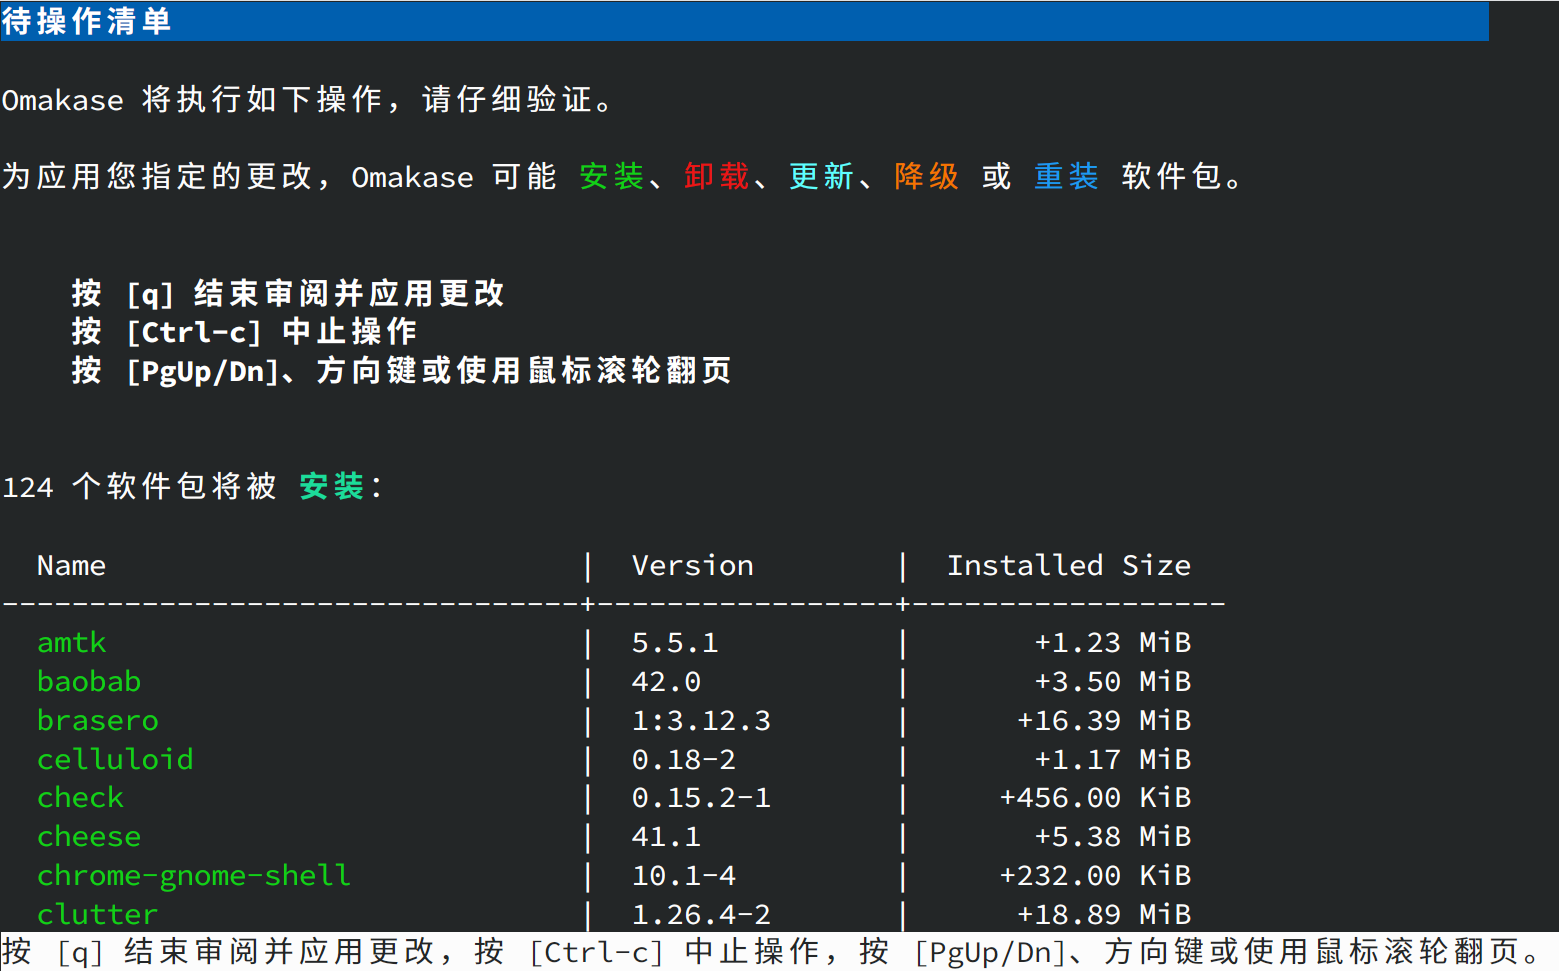 待操作清单
Omakase 将执行如下操作，请仔细验证。
为应用您指定的更改，Omakase 可能 安装、卸载、更新、降级 或 重装 软件包。
按 [q] 结束审阅并应用更改
按 [Ctrl-c] 中止操作
按 [PgUp/Dn]、方向键或使用鼠标滚轮翻页
124 个软件包将被 安装：
Name | Version | Installed Size
---------------------------------+-----------------+------------------
amtk | 5.5.1 | +1.23 MiB
baobab | 42.0 | +3.50 MiB
brasero | 1:3.12.3 | +16.39 MiB
celluloid | 0.18-2 | +1.17 MiB
check | 0.15.2-1 | +456.00 KiB
cheese | 41.1 | +5.38 MiB
chrome-gnome-shell | 10.1-4 | +232.00 KiB
clutter | 1.26.4-2 | +18.89 MiB
按 [q] 结束审阅并应用更改，按 [Ctrl-c] 中止操作，按 [PgUp/Dn]、方向键或使用鼠标滚轮翻页。